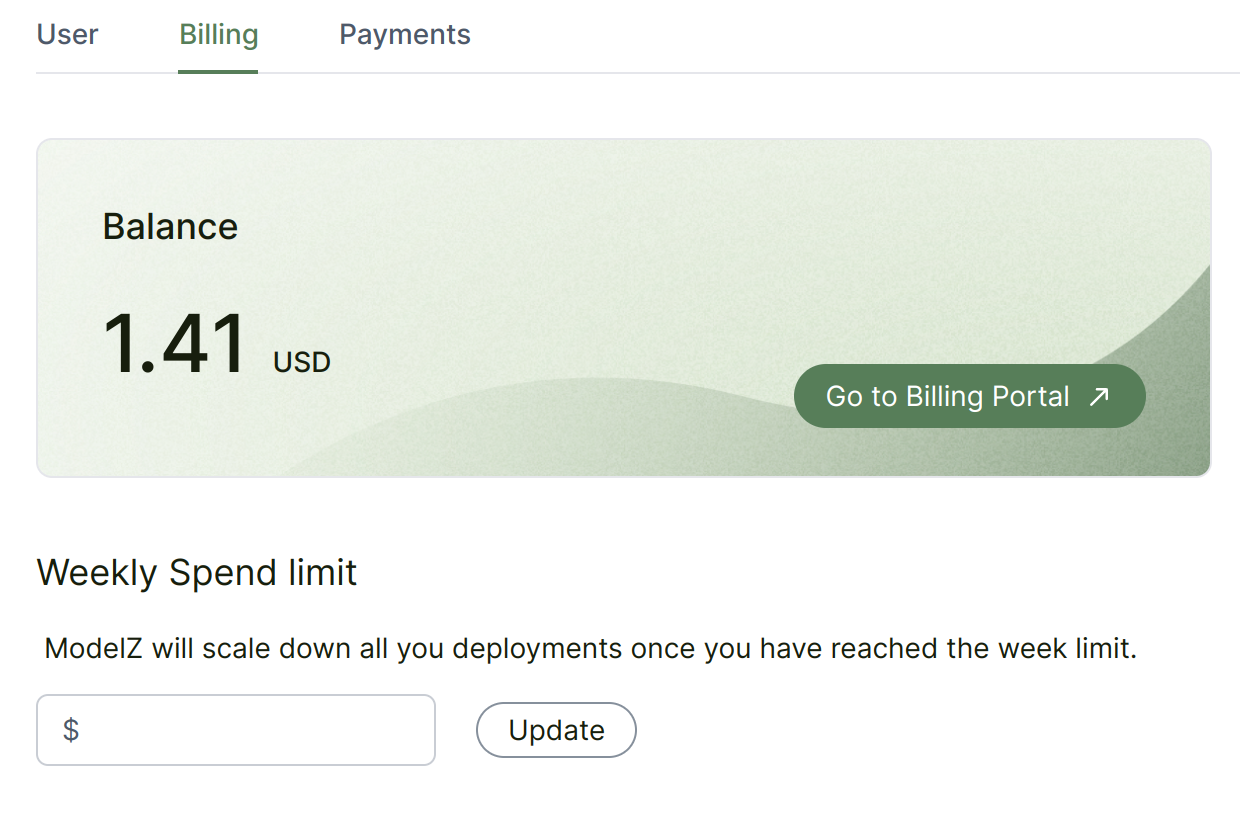 User Billing Payments
Balance
1.41 USD
Go to Billing Portal
Weekly Spend limit
ModelZ will scale down all you deployments once you have reached the week limit.
$ Update